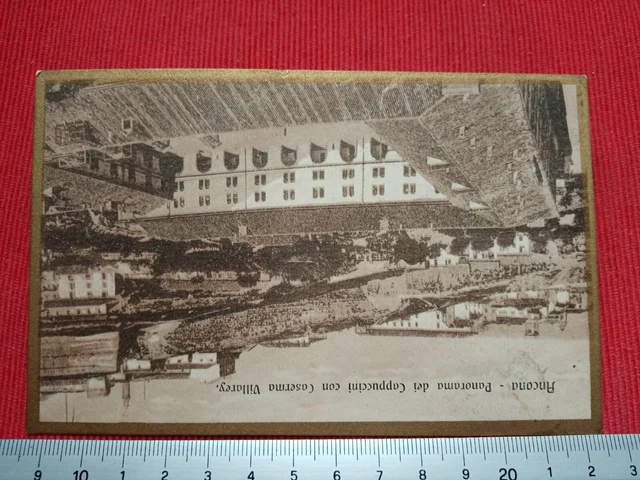 Ancona - Panorama dei Cappuccini con Caserma Villarey.
9 10 1 2 3 4 5 6 7 8 9 20 1 2 3